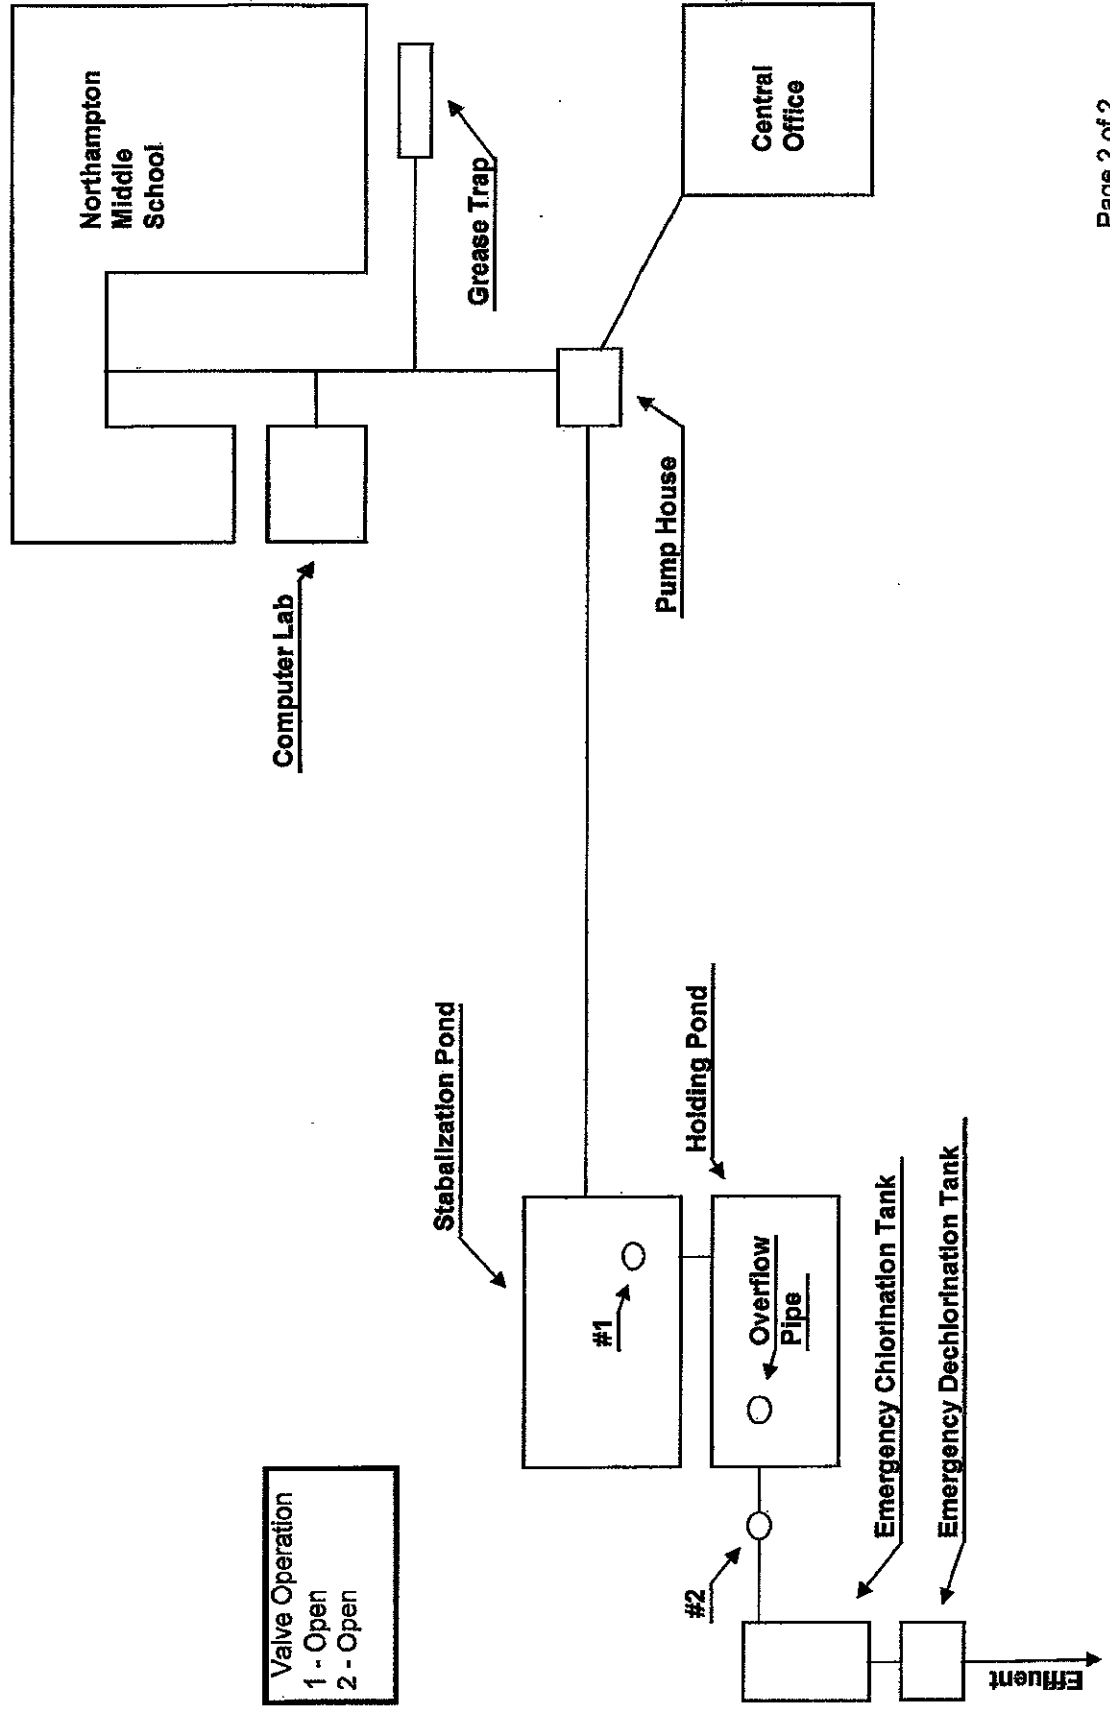 Northampton
Middle
School
Computer Lab
Grease Trap
Central
Office
Pump House
Page 2 of 2
Stabalization Pond
#1
Holding Pond
Overflow
Pipe
Valve Operation
1 - Open
2 - Open
#2
Emergency Chlorination Tank
Emergency Dechlorination Tank
Effluent